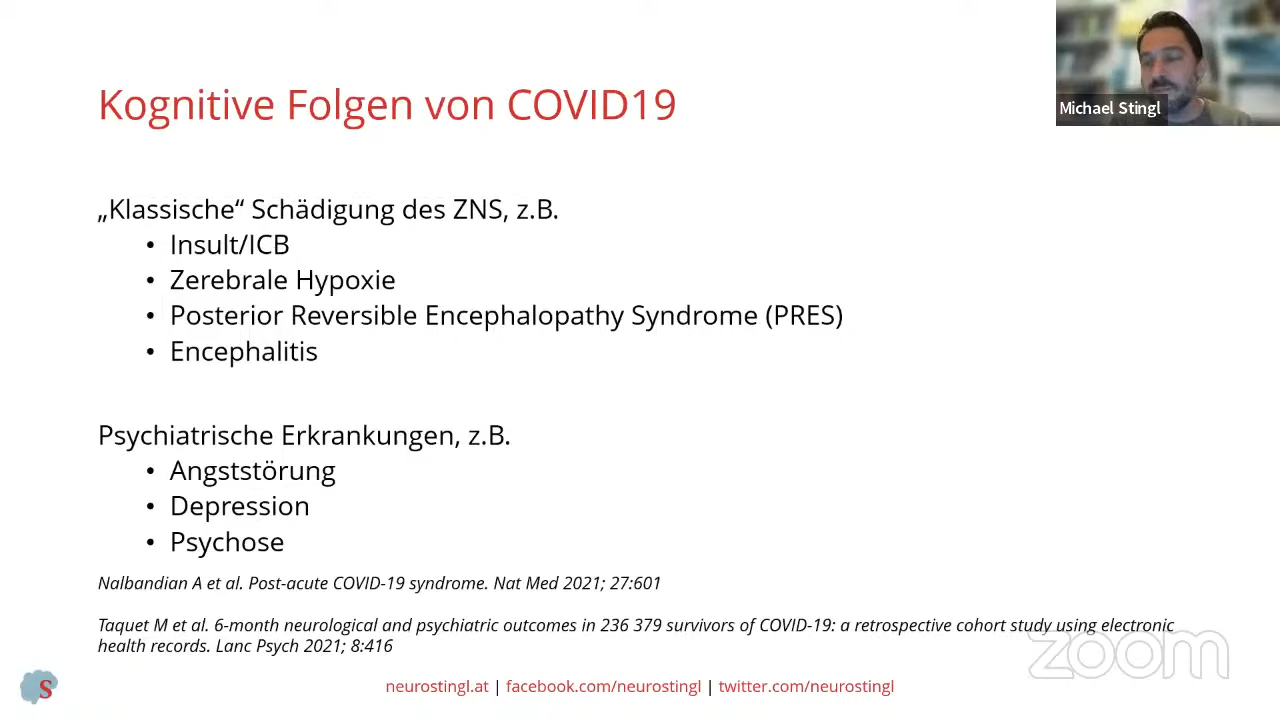 Kognitive Folgen von COVID19
Michael Stingl
„Klassische“ Schädigung des ZNS, z.B.
• Insult/ICB
• Zerebrale Hypoxie
• Posterior Reversible Encephalopathy Syndrome (PRES)
• Encephalitis
Psychiatrische Erkrankungen, z.B.
• Angststörung
• Depression
• Psychose
Nalbandian A et al. Post-acute COVID-19 syndrome. Nat Med 2021; 27:601
Taquet M et al. 6-month neurological and psychiatric outcomes in 236 379 survivors of COVID-19: a retrospective cohort study using electronic
health records. Lanc Psych 2021; 8:416
zoom
S
neurostingl.at | facebook.com/neurostingl | twitter.com/neurostingl